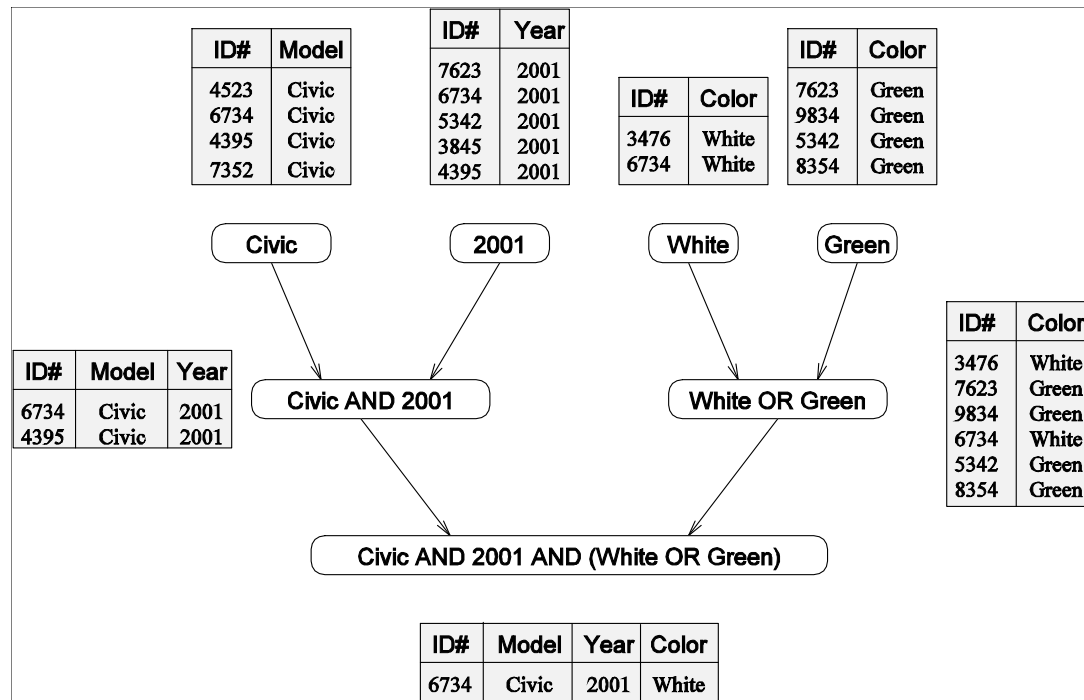 ID# Model
4523 Civic
6734 Civic
4395 Civic
7352 Civic
ID# Year
7623 2001
6734 2001
5342 2001
3845 2001
4395 2001
ID# Color
3476 White
6734 White
ID# Color
7623 Green
9834 Green
5342 Green
8354 Green
Civic
2001
White
Green
ID# Model Year
6734 Civic 2001
4395 Civic 2001
Civic AND 2001
White OR Green
ID# Color
3476 White
7623 Green
9834 Green
6734 White
5342 Green
8354 Green
Civic AND 2001 AND (White OR Green)
ID# Model Year Color
6734 Civic 2001 White